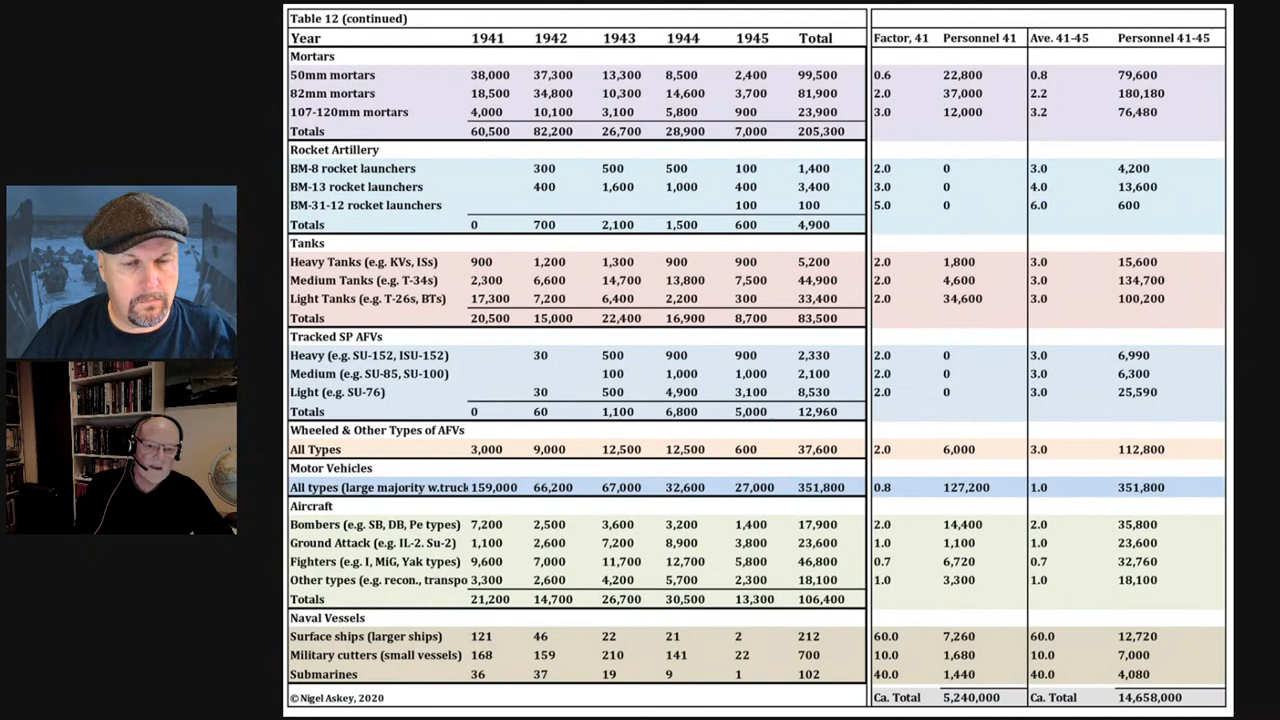 Table 12 (continued)
Year 1941 1942 1943 1944 1945 Total Factor, 41 Personnel 41 Ave. 41-45 Personnel 41-45
Mortars
50mm mortars 38,000 37,300 13,300 8,500 2,400 99,500 0.6 22,800 0.8 79,600
82mm mortars 18,500 34,800 10,300 14,600 3,700 81,900 2.0 37,000 2.2 180,180
107-120mm mortars 4,000 10,100 3,100 5,800 900 23,900 3.0 12,000 3.2 76,480
Totals 60,500 82,200 26,700 28,900 7,000 205,300
Rocket Artillery
BM-8 rocket launchers 300 500 500 100 1,400 2.0 0 3.0 4,200
BM-13 rocket launchers 400 1,600 1,000 400 3,400 3.0 0 4.0 13,600
BM-31-12 rocket launchers 100 100 5.0 0 6.0 600
Totals 0 700 2,100 1,500 600 4,900
Tanks
Heavy Tanks (e.g. KVs, ISs) 900 1,200 1,300 900 900 5,200 2.0 1,800 3.0 15,600
Medium Tanks (e.g. T-34s) 2,300 6,600 14,700 13,800 7,500 44,900 2.0 4,600 3.0 134,700
Light Tanks (e.g. T-26s, BTs) 17,300 7,200 6,400 2,200 300 33,400 2.0 34,600 3.0 100,200
Totals 20,500 15,000 22,400 16,900 8,700 83,500
Tracked SP AFVs
Heavy (e.g. SU-152, ISU-152) 30 500 900 900 2,330 2.0 0 3.0 6,990
Medium (e.g. SU-85, SU-100) 100 1,000 1,000 2,100 2.0 0 3.0 6,300
Light (e.g. SU-76) 30 500 4,900 3,100 8,530 2.0 0 3.0 25,590
Totals 0 60 1,100 6,800 5,000 12,960
Wheeled & Other Types of AFVs
All Types 3,000 9,000 12,500 12,500 600 37,600 2.0 6,000 3.0 112,800
Motor Vehicles
All types (large majority w.truck 159,000 66,200 67,000 32,600 27,000 351,800 0.8 127,200 1.0 351,800
Aircraft
Bombers (e.g. SB, DB, Pe types) 7,200 2,500 3,600 3,200 1,400 17,900 2.0 14,400 2.0 35,800
Ground Attack (e.g. IL-2. Su-2) 1,100 2,600 7,200 8,900 3,800 23,600 1.0 1,100 1.0 23,600
Fighters (e.g. I, MiG, Yak types) 9,600 7,000 11,700 12,700 5,800 46,800 0.7 6,720 0.7 32,760
Other types (e.g. recon., transpo 3,300 2,600 4,200 5,700 2,300 18,100 1.0 3,300 1.0 18,100
Totals 21,200 14,700 26,700 30,500 13,300 106,400
Naval Vessels
Surface ships (larger ships) 121 46 22 21 2 212 60.0 7,260 60.0 12,720
Military cutters (small vessels) 168 159 210 141 22 700 10.0 1,680 10.0 7,000
Submarines 36 37 19 9 1 102 40.0 1,440 40.0 4,080
© Nigel Askey, 2020 Ca. Total 5,240,000 Ca. Total 14,658,000